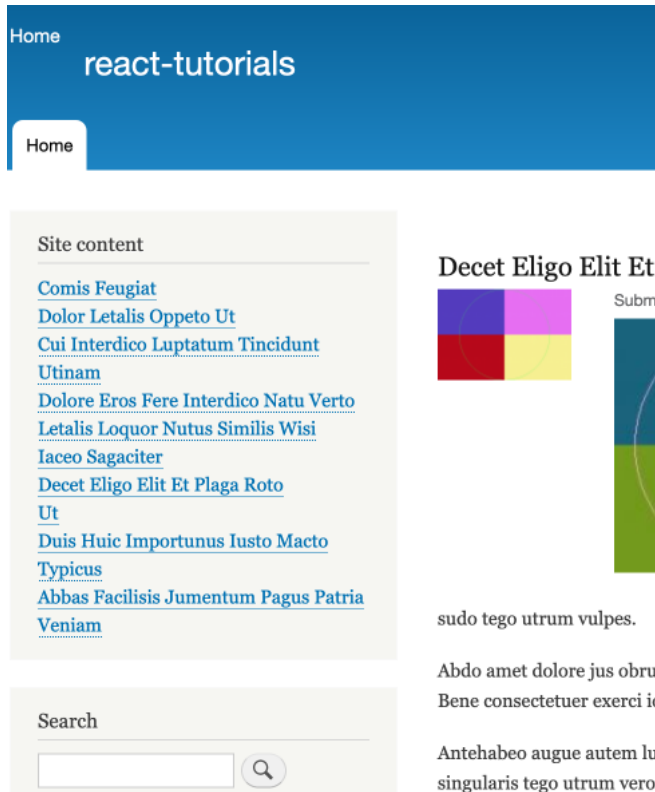 Home
react-tutorials
Home
Site content
Comis Feugiat
Dolor Letalis Oppeto Ut
Cui Interdico Luptatum Tincidunt
Utinam
Dolore Eros Fere Interdico Natu Verto
Letalis Loquor Nutus Similis Wisi
Iaceo Sagaciter
Decet Eligo Elit Et Plaga Roto
Ut
Duis Huic Importunus Iusto Macto
Typicus
Abbas Facilisis Jumentum Pagus Patria
Veniam
Search
Decet Eligo Elit Et
Subm
sudo tego utrum vulpes.
Abdo amet dolore jus obru
Bene consectetuer exerci
Antehabeo augue autem lu
singularis tego utrum vero